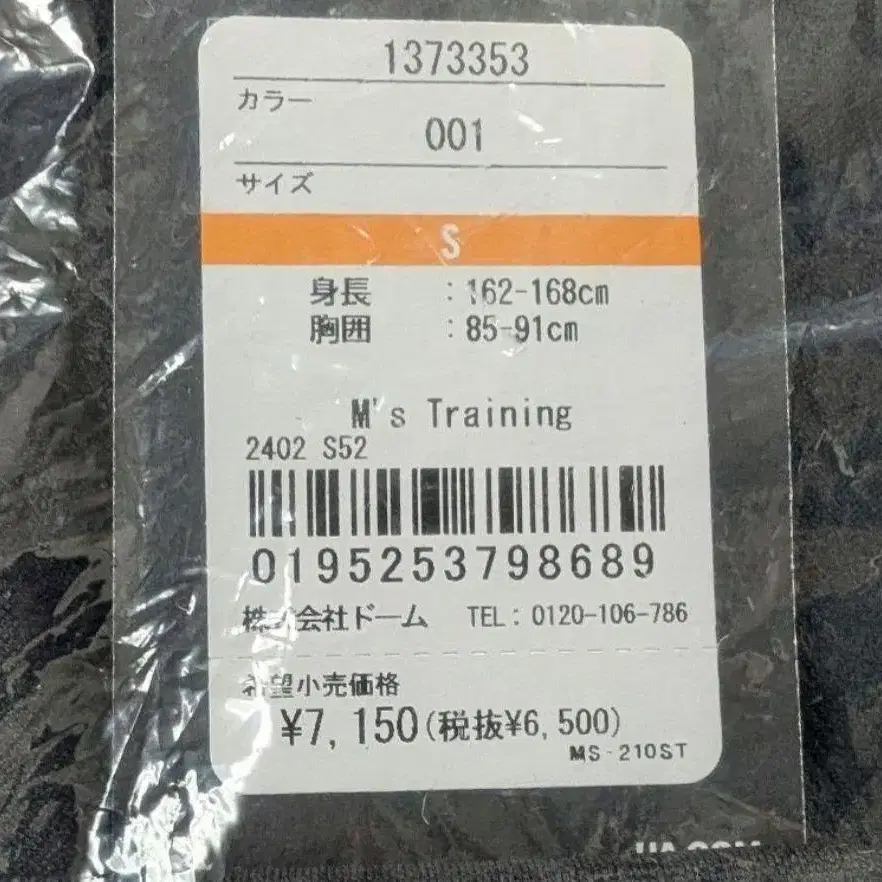 1373353
カラー
001
サイズ
S
身長 : 162-168cm
胸囲 : 85-91cm
M's Training
2402 S52
0195253798689
株式会社ドーム TEL: 0120-106-786
希望小売価格
¥7,150(税抜¥6,500)
MS-210ST